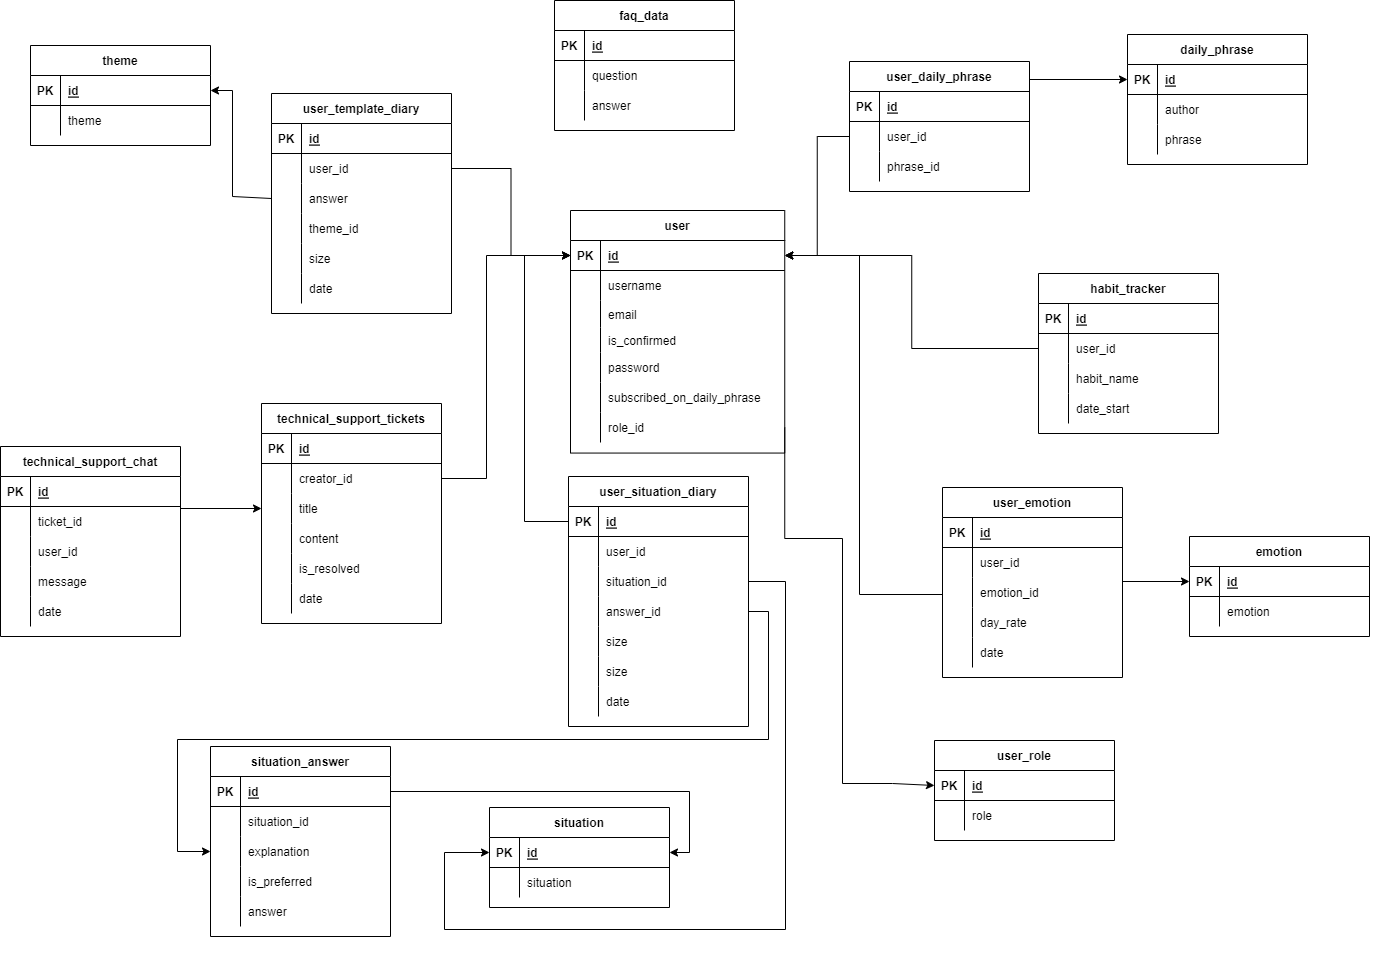 faq_data
PK id
question
answer
theme
PK id
theme
user_template_diary
PK id
user_id
answer
theme_id
size
date
user_daily_phrase
PK id
user_id
phrase_id
daily_phrase
PK id
author
phrase
user
PK id
username
email
is_confirmed
password
subscribed_on_daily_phrase
role_id
habit_tracker
PK id
user_id
habit_name
date_start
technical_support_chat
PK id
ticket_id
user_id
message
date
technical_support_tickets
PK id
creator_id
title
content
is_resolved
date
user_situation_diary
PK id
user_id
situation_id
answer_id
size
size
date
user_emotion
PK id
user_id
emotion_id
day_rate
date
emotion
PK id
emotion
situation_answer
PK id
situation_id
explanation
is_preferred
answer
situation
PK id
situation
user_role
PK id
role